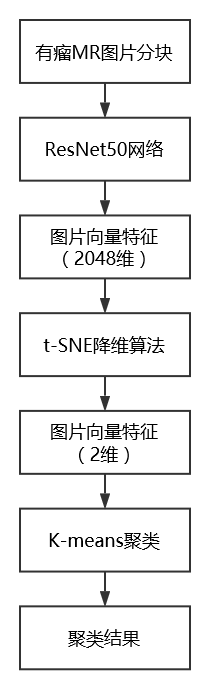 有瘤MR图片分块
ResNet50网络
图片向量特征
（2048维）
t-SNE降维算法
图片向量特征
（2维）
K-means聚类
聚类结果